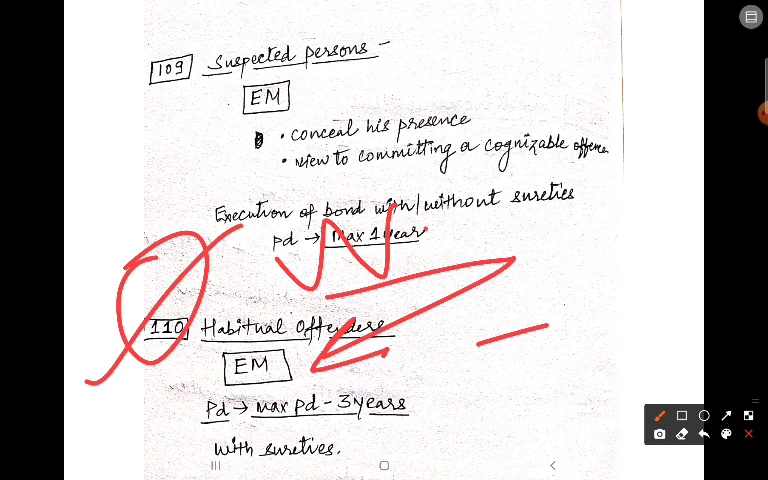 109 Suspected persons -
EM
• conceal his presence
• view to committing a cognizable offence
Execution of bond with/without sureties
pd → max 1 year
110 Habitual Offenders
EM
Pd → max pd - 3 years
with sureties.